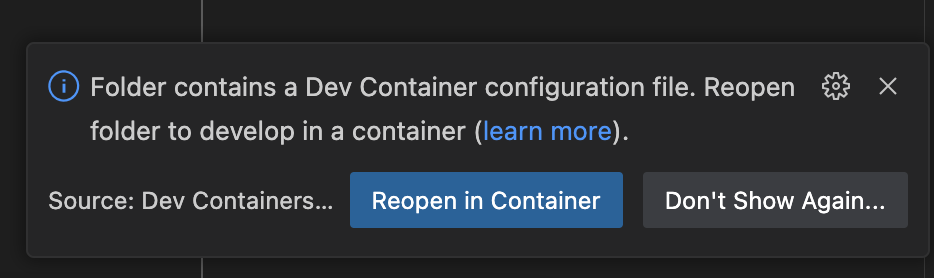 Folder contains a Dev Container configuration file. Reopen
folder to develop in a container (learn more).
Source: Dev Containers...
Reopen in Container
Don't Show Again...